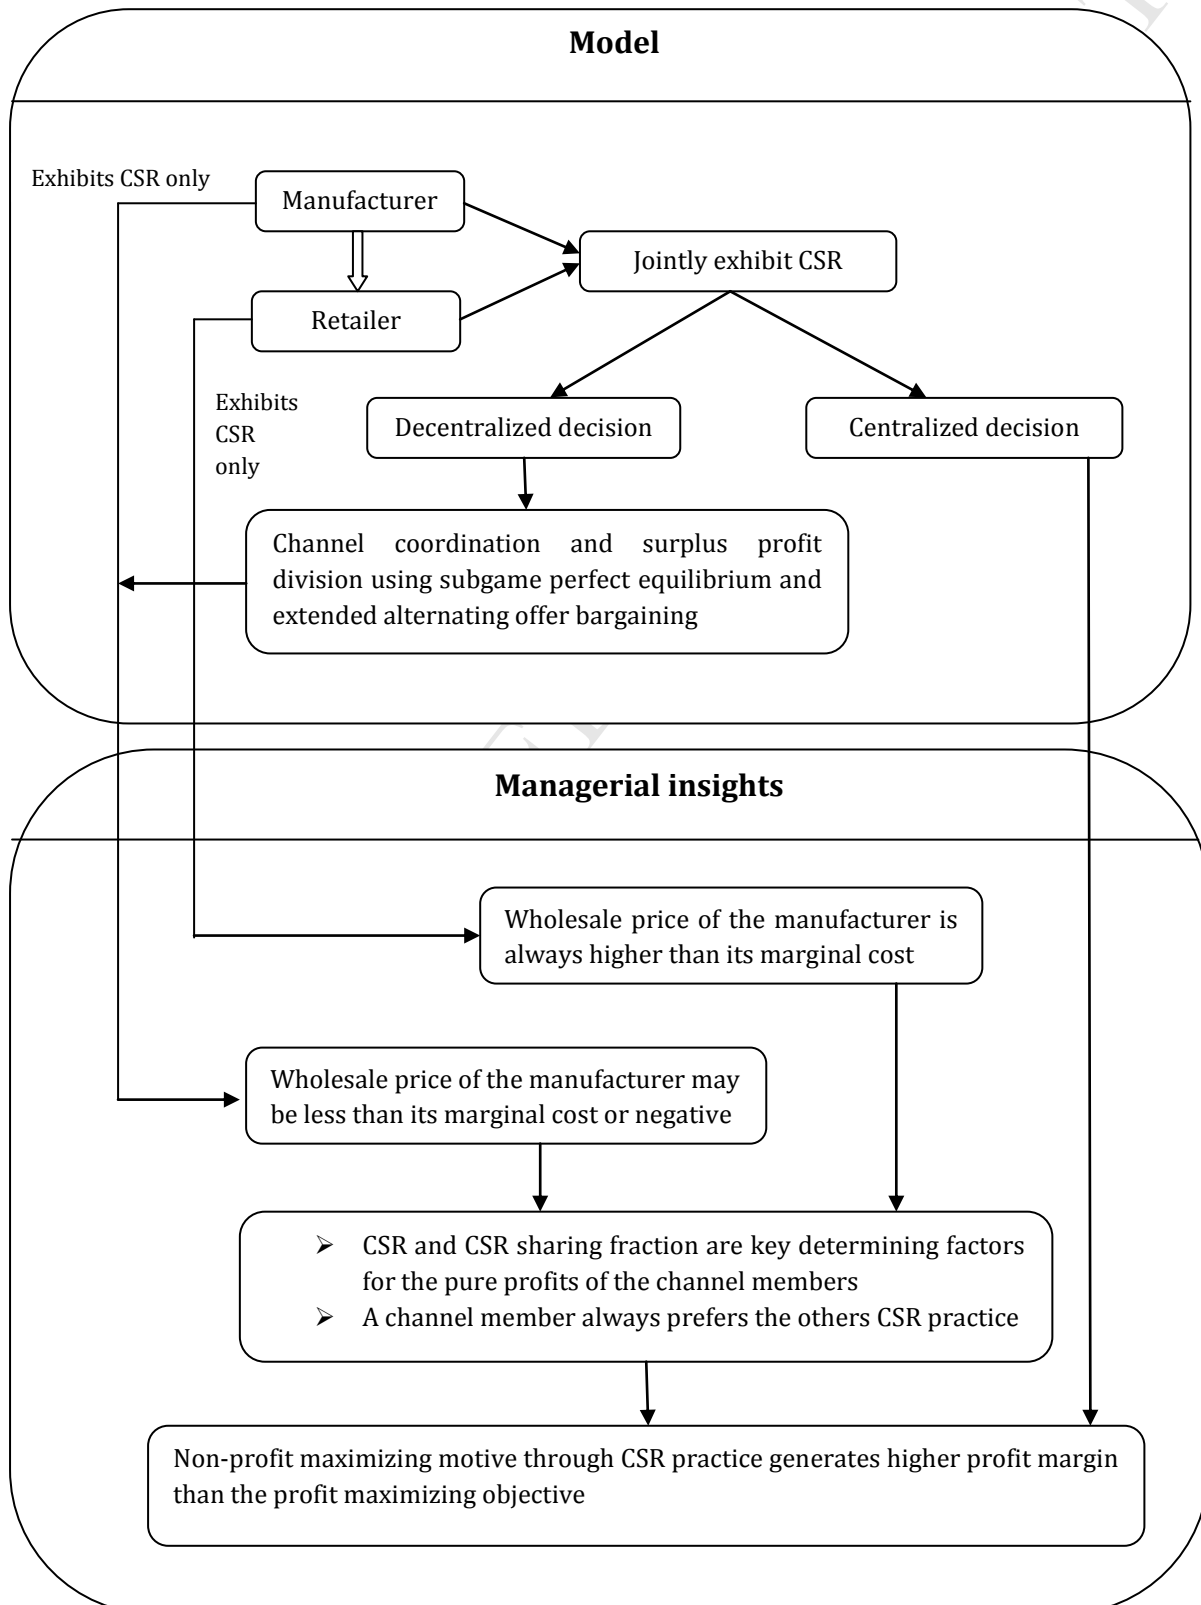 Model
Exhibits CSR only
Manufacturer
Jointly exhibit CSR
Retailer
Exhibits
CSR
only
Decentralized decision
Centralized decision
Channel coordination and surplus profit
division using subgame perfect equilibrium and
extended alternating offer bargaining
Managerial insights
Wholesale price of the manufacturer is
always higher than its marginal cost
Wholesale price of the manufacturer may
be less than its marginal cost or negative
➢ CSR and CSR sharing fraction are key determining factors
for the pure profits of the channel members
➢ A channel member always prefers the others CSR practice
Non-profit maximizing motive through CSR practice generates higher profit margin
than the profit maximizing objective